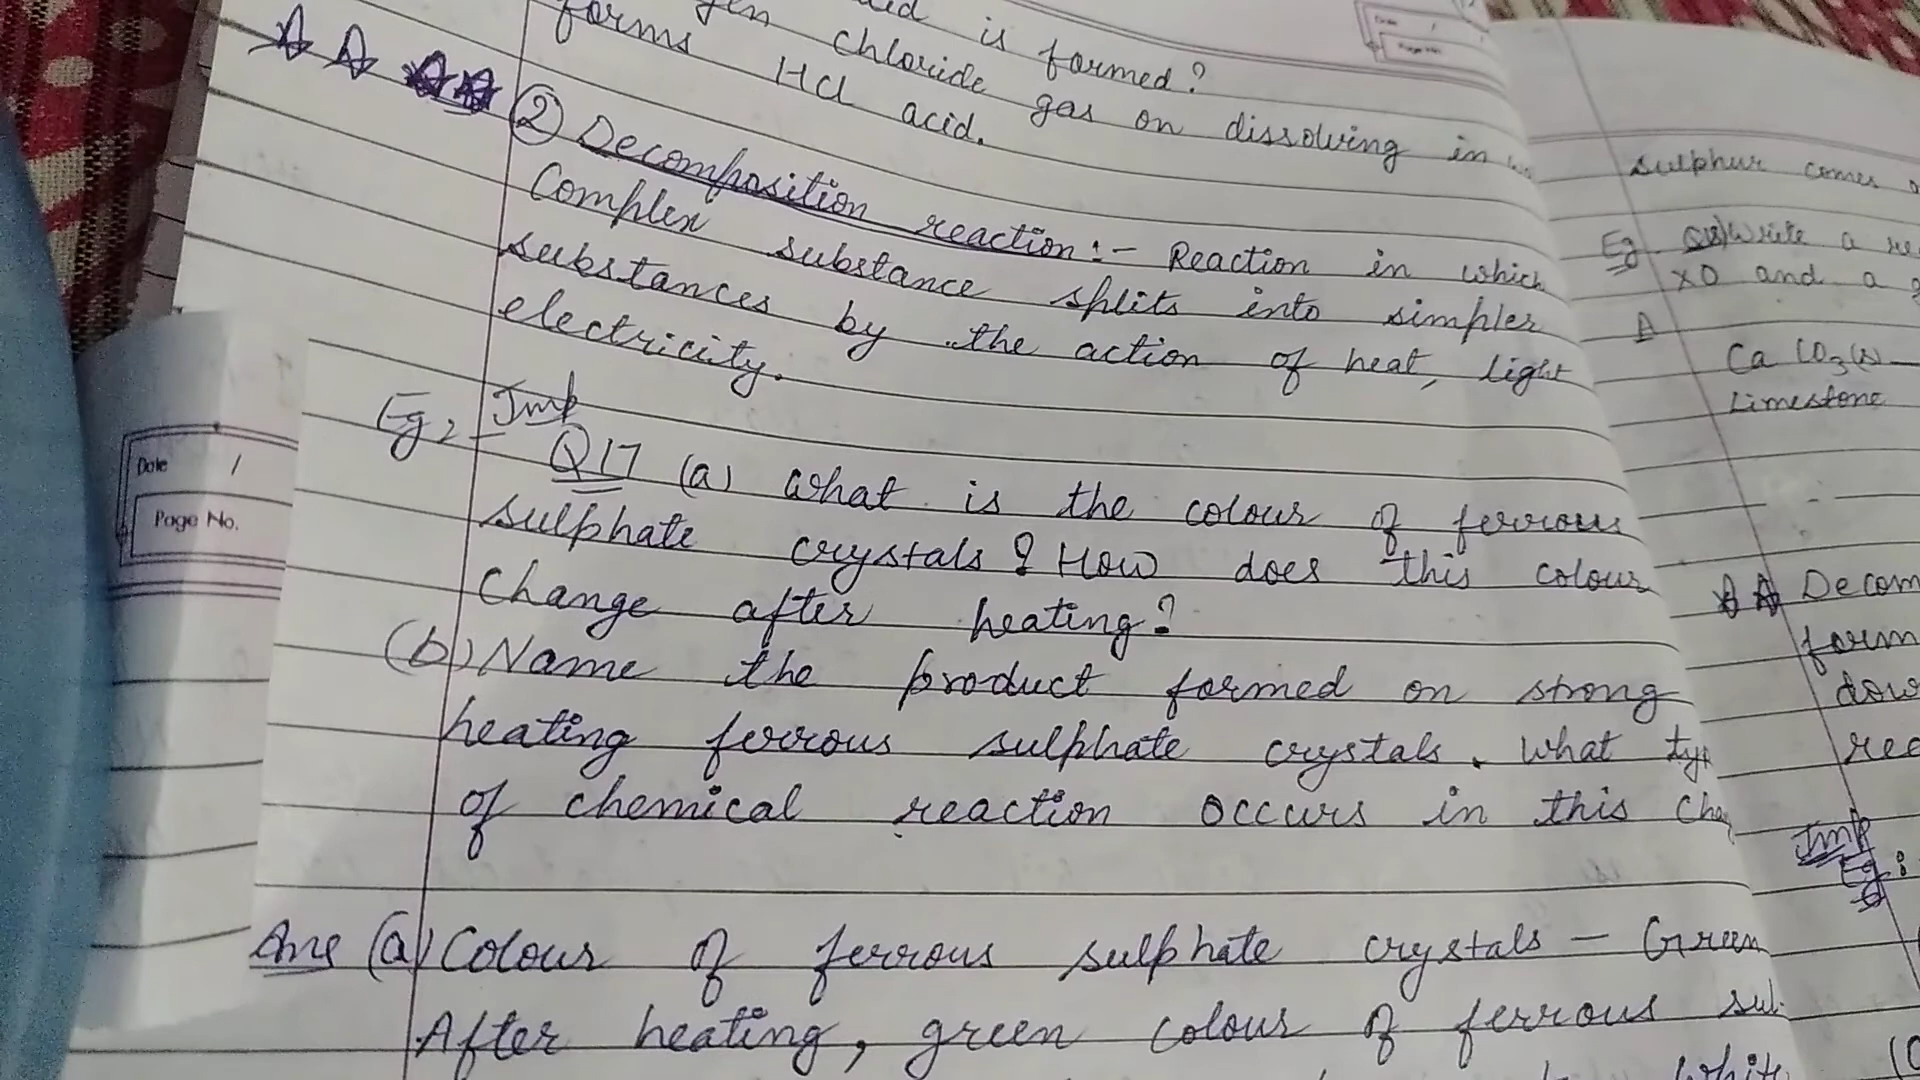 is formed?
chloride gas on dissolving in
forms HCl acid.
② Decomposition reaction :- Reaction in which
Complex substance splits into simpler
substances by the action of heat, light
electricity.
Imp
Eg :- Q17 (a) what is the colour of ferrous
sulphate crystals? How does this colour
change after heating?
(b) Name the product formed on strong
heating ferrous sulphate crystals. What
of chemical reaction occurs in this
Ans (a) Colour of ferrous sulphate crystals – Green
After heating, green colour of ferrous
Date /
Page No.
sulphur comes
Eg Write a
XO and a
A
CaCO3(s)
Limestone
Decom
form
Imp
Eg: